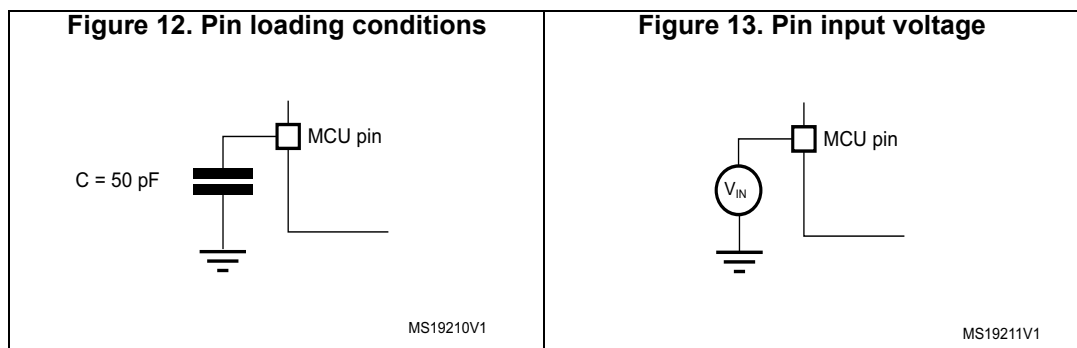 Figure 12. Pin loading conditions
MCU pin
C = 50 pF
MS19210V1
Figure 13. Pin input voltage
MCU pin
VIN
MS19211V1